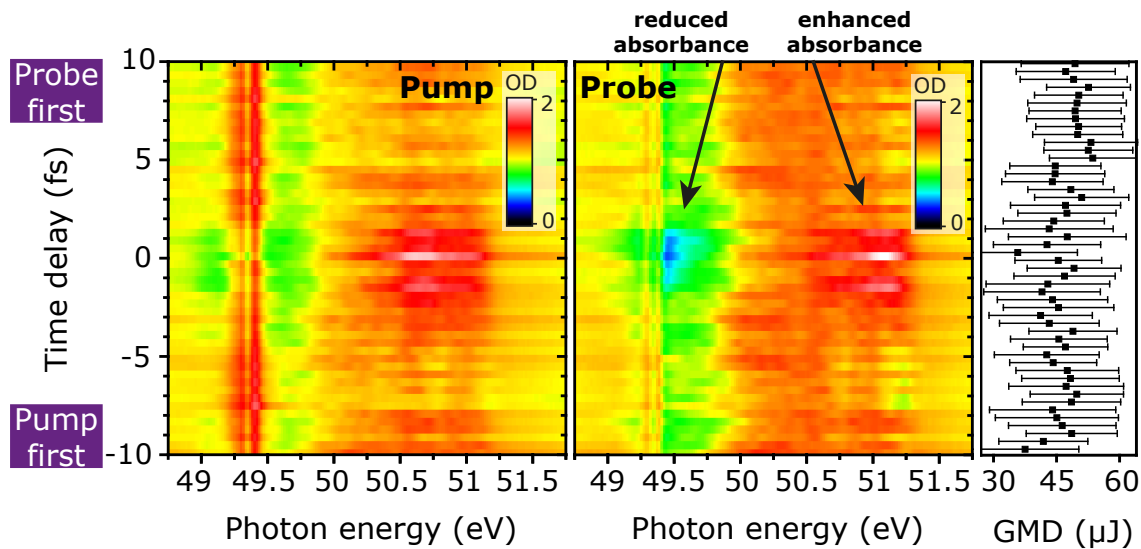 reduced
absorbance
enhanced
absorbance
Probe
first
Pump
first
Time delay (fs)
10
5
0
-5
-10
Pump
OD
2
0
Probe
OD
2
0
49
49.5
50
50.5
51
51.5
49
49.5
50
50.5
51
51.5
30
45
60
Photon energy (eV)
Photon energy (eV)
GMD (µJ)